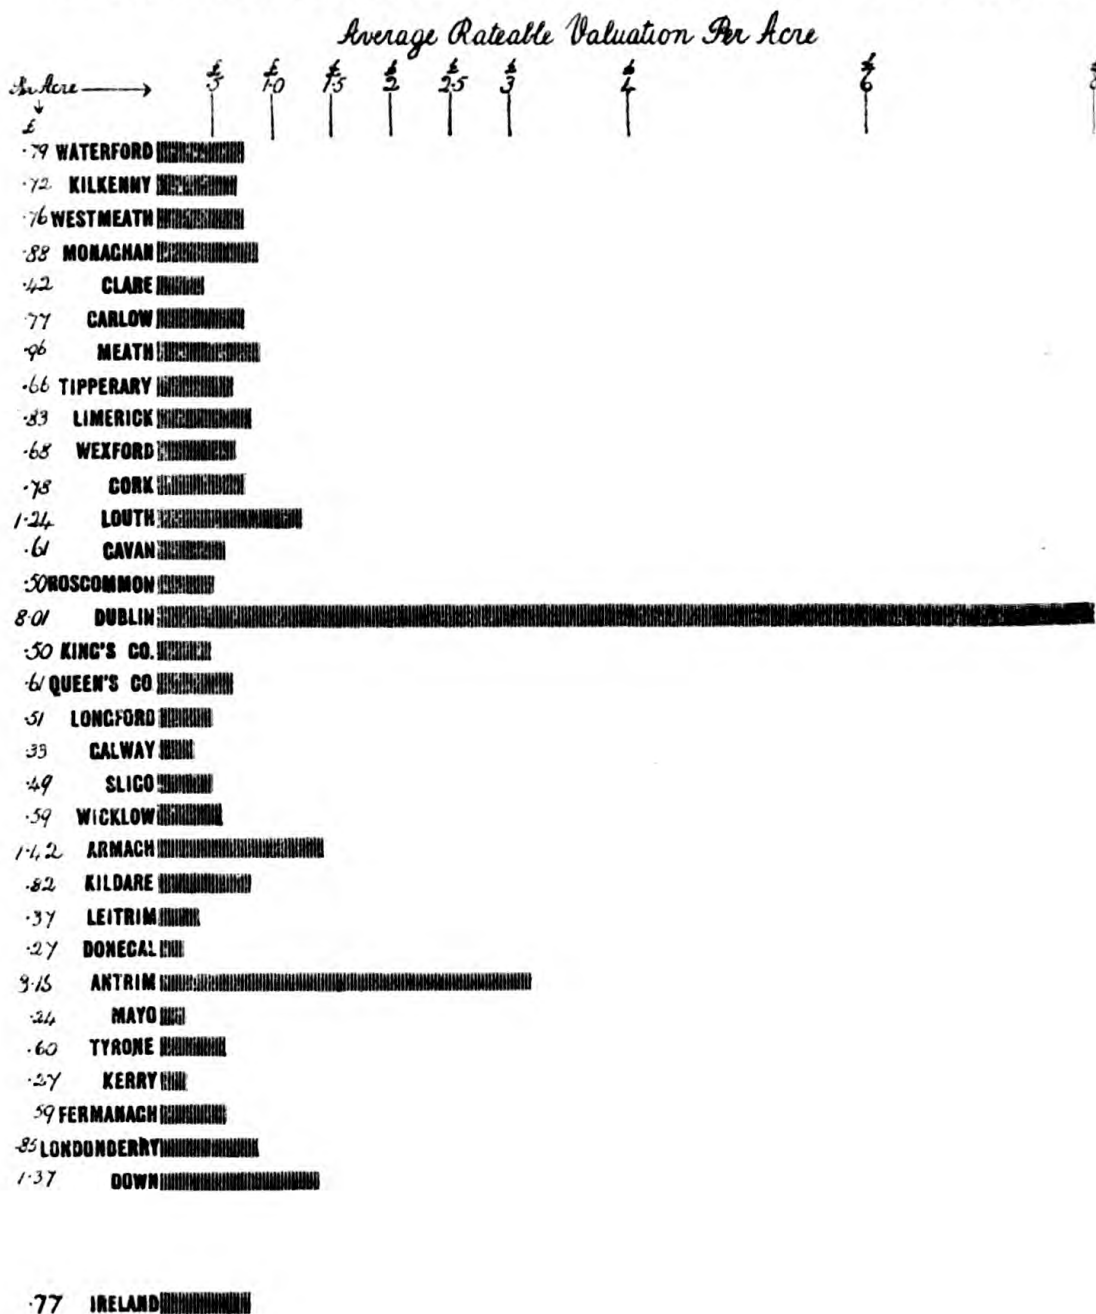 Average Rateable Valuation Per Acre
Per Acre → £ ·5 £ 1·0 £ 1·5 £ 2 £ 2·5 £ 3 £ 4 £ 6 £
£
·79 WATERFORD
·72 KILKENNY
·76 WESTMEATH
·88 MONAGHAN
·42 CLARE
·77 CARLOW
·96 MEATH
·66 TIPPERARY
·83 LIMERICK
·68 WEXFORD
·78 CORK
1·24 LOUTH
·61 CAVAN
·50 ROSCOMMON
8·01 DUBLIN
·50 KING'S CO.
·61 QUEEN'S CO
·51 LONGFORD
·33 GALWAY
·49 SLIGO
·59 WICKLOW
1·42 ARMAGH
·82 KILDARE
·37 LEITRIM
·27 DONEGAL
3·15 ANTRIM
·24 MAYO
·60 TYRONE
·27 KERRY
59 FERMANAGH
·85 LONDONDERRY
1·37 DOWN
·77 IRELAND